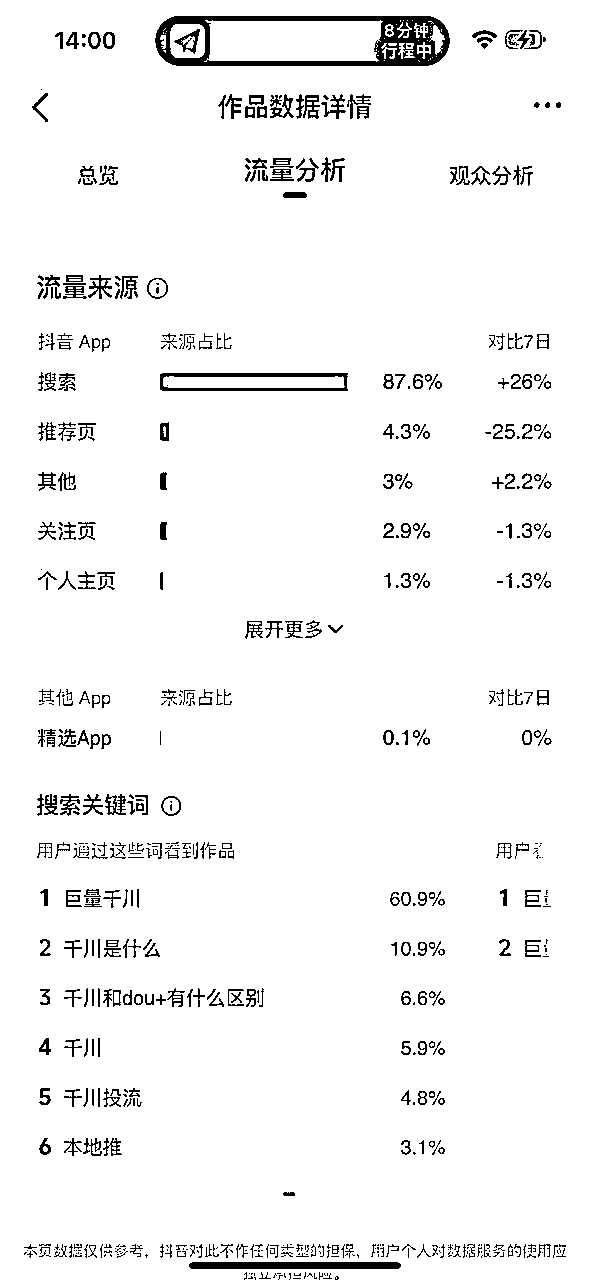 14:00 8分钟
行程中
作品数据详情
总览 流量分析 观众分析
流量来源
抖音 App 来源占比 对比7日
搜索 87.6% +26%
推荐页 4.3% -25.2%
其他 3% +2.2%
关注页 2.9% -1.3%
个人主页 1.3% -1.3%
展开更多
其他 App 来源占比 对比7日
精选App 0.1% 0%
搜索关键词
用户通过这些词看到作品 用户
1 巨量千川 60.9% 1 巨
2 千川是什么 10.9% 2 巨
3 千川和dou+有什么区别 6.6%
4 千川 5.9%
5 千川投流 4.8%
6 本地推 3.1%
本页数据仅供参考，抖音对此不作任何类型的担保、用户个人对数据服务的使用应